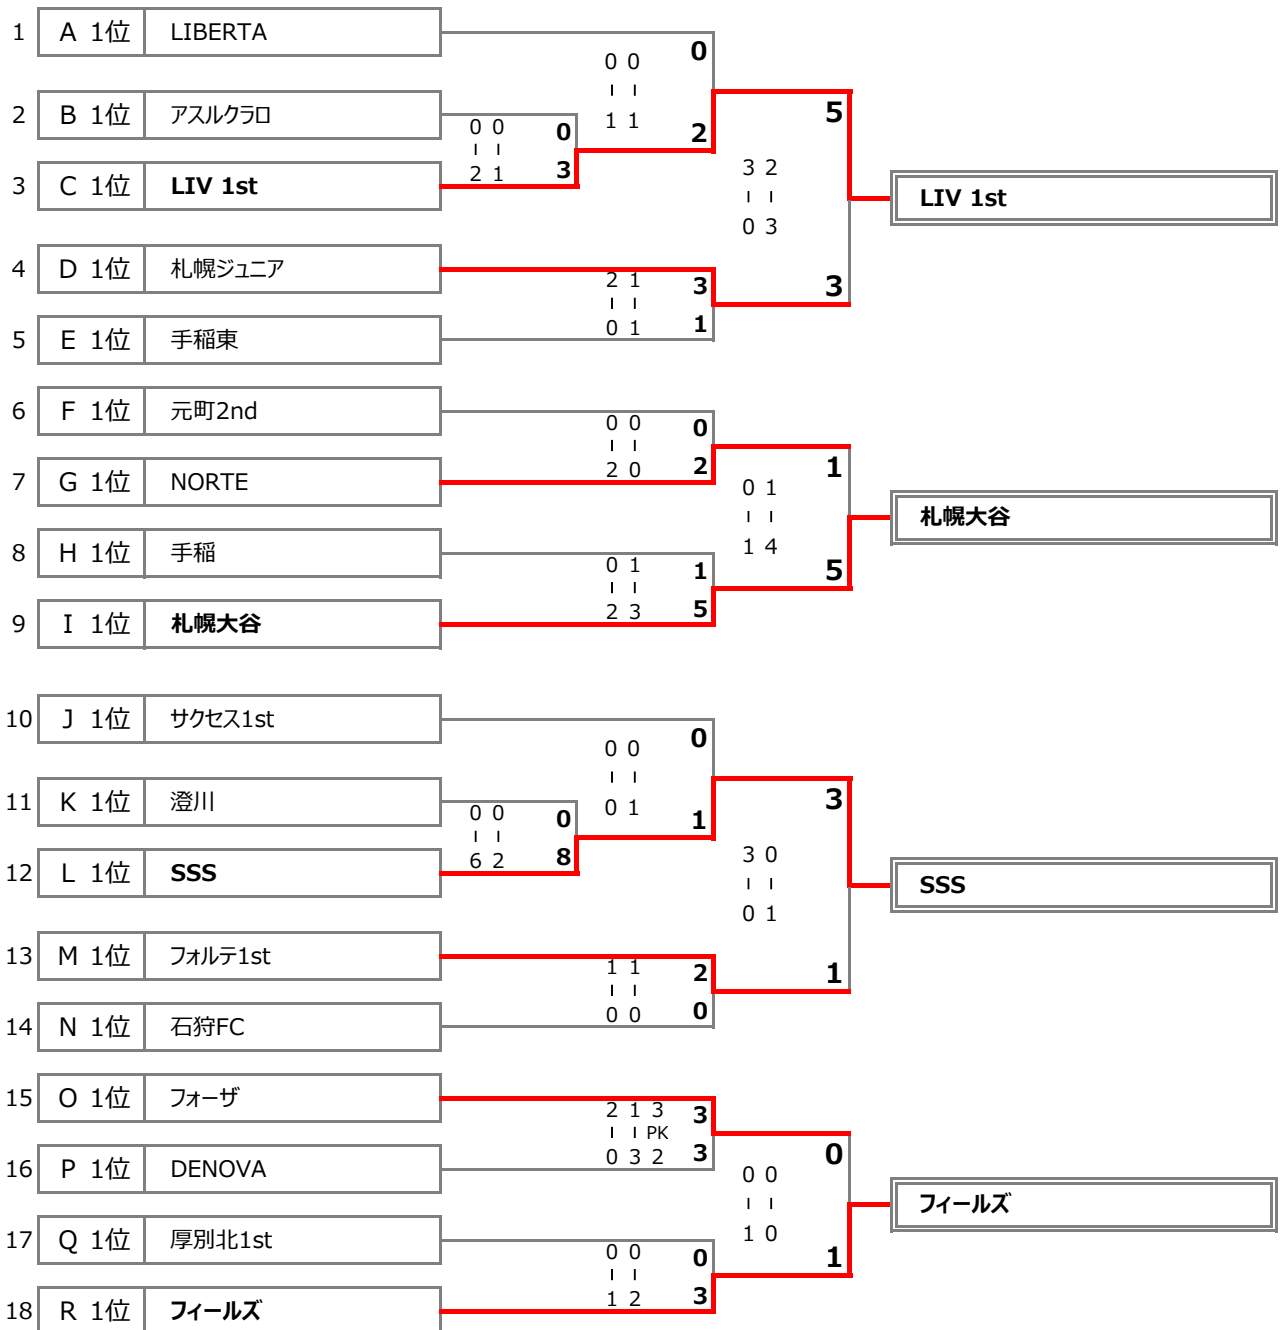 1 A 1位 LIBERTA
0
0 0
ı ı
1 1
2
2 B 1位 アスルクラロ
0 0
ı ı
2 1
0
3
3 C 1位 LIV 1st
5
3 2
ı ı
0 3
3
LIV 1st
4 D 1位 札幌ジュニア
2 1
ı ı
0 1
3
1
5 E 1位 手稲東
6 F 1位 元町2nd
0 0
ı ı
2 0
0
2
7 G 1位 NORTE
1
0 1
ı ı
1 4
5
札幌大谷
8 H 1位 手稲
0 1
ı ı
2 3
1
5
9 I 1位 札幌大谷
10 J 1位 サクセス1st
0
0 0
ı ı
0 1
1
11 K 1位 澄川
0 0
ı ı
6 2
0
8
12 L 1位 SSS
3
3 0
ı ı
0 1
1
SSS
13 M 1位 フォルテ1st
1 1
ı ı
0 0
2
0
14 N 1位 石狩FC
15 O 1位 フォーザ
2 1 3
ı ı PK
0 3 2
3
3
16 P 1位 DENOVA
0
0 0
ı ı
1 0
1
フィールズ
17 Q 1位 厚別北1st
0 0
ı ı
1 2
0
3
18 R 1位 フィールズ